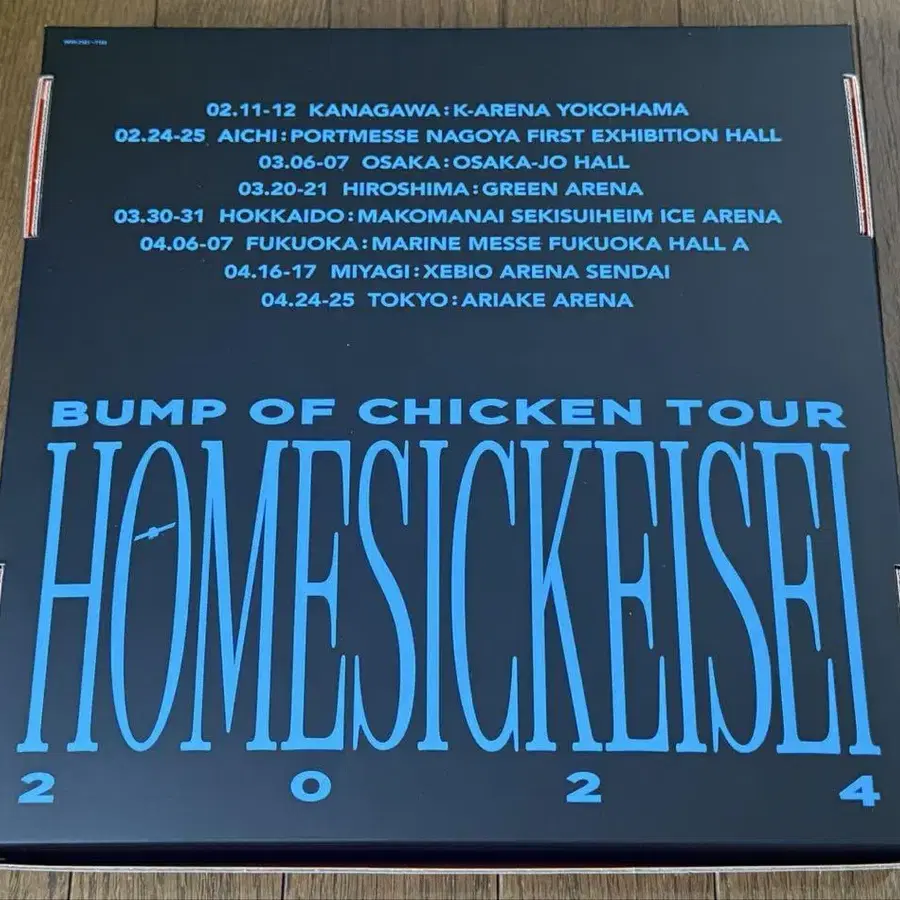 02.11-12 KANAGAWA:K-ARENA YOKOHAMA
02.24-25 AICHI:PORTMESSE NAGOYA FIRST EXHIBITION HALL
03.06-07 OSAKA:OSAKA-JO HALL
03.20-21 HIROSHIMA:GREEN ARENA
03.30-31 HOKKAIDO:MAKOMANAI SEKISUIHEIM ICE ARENA
04.06-07 FUKUOKA:MARINE MESSE FUKUOKA HALL A
04.16-17 MIYAGI:XEBIO ARENA SENDAI
04.24-25 TOKYO:ARIAKE ARENA
BUMP OF CHICKEN TOUR
HOMESICKEISEI
2 0 2 4